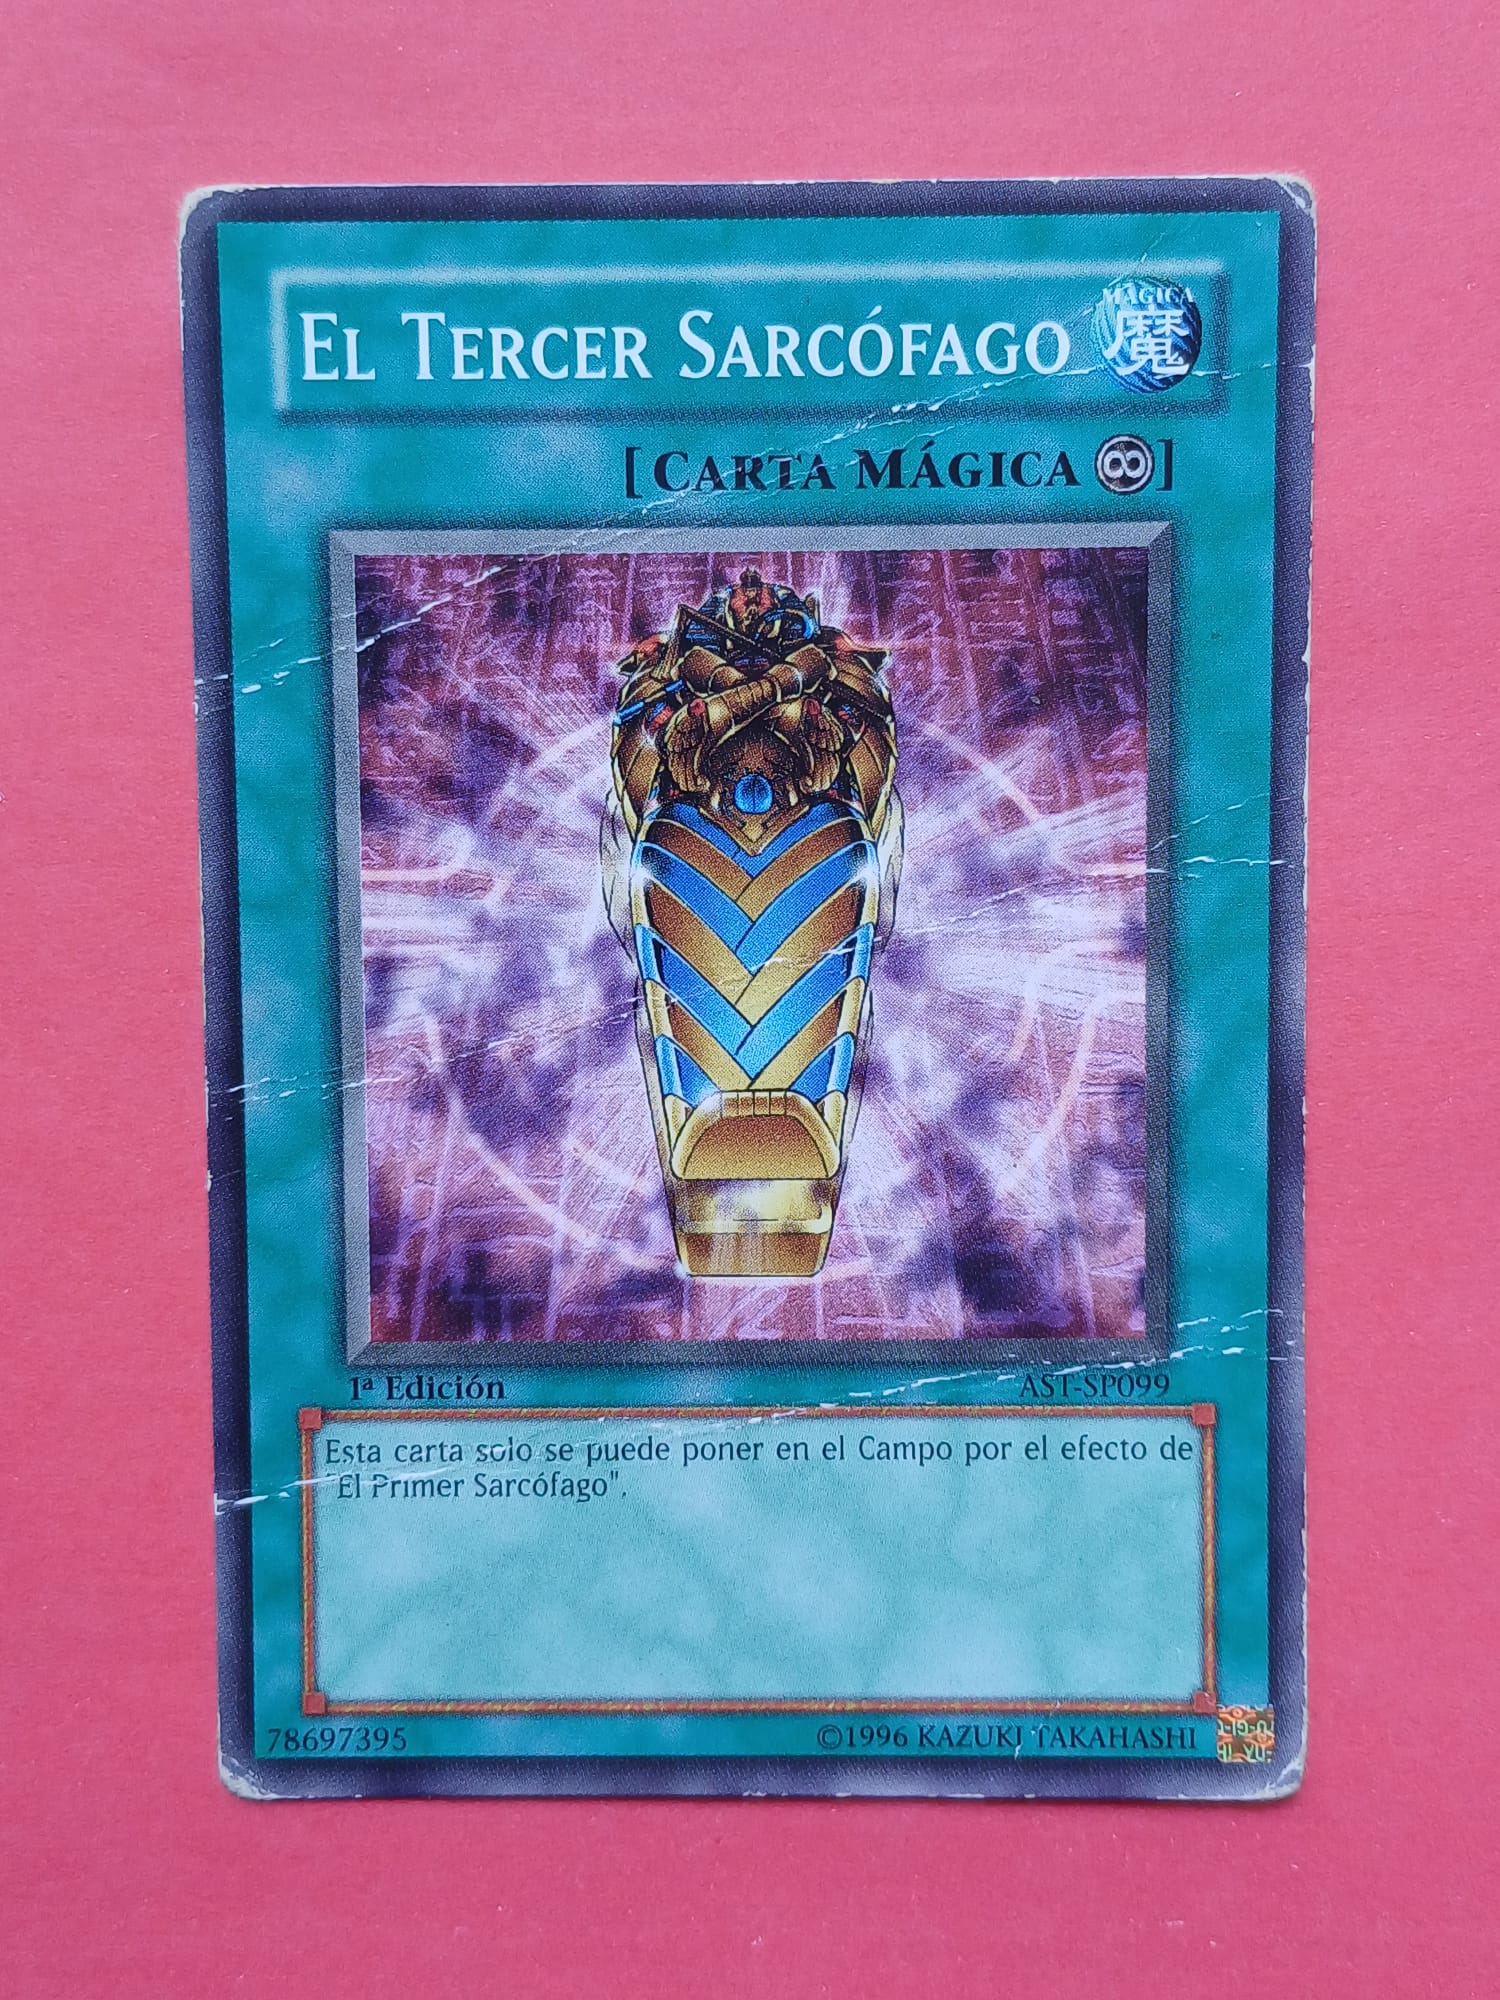 EL TERCER SARCÓFAGO
MÁGICA
魔
[CARTA MÁGICA ∞]
1ª Edición
AST-SP099
Esta carta solo se puede poner en el Campo por el efecto de
"El Primer Sarcófago".
78697395
©1996 KAZUKI TAKAHASHI